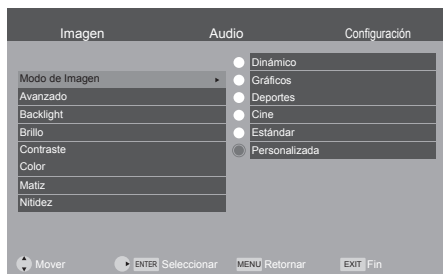 Imagen Audio Configuración
Dinámico
Modo de Imagen Gráficos
Avanzado Deportes
Backlight Cine
Brillo Estándar
Contraste Personalizada
Color
Matiz
Nitidez
Mover ENTER Seleccionar MENU Retornar EXIT Fin